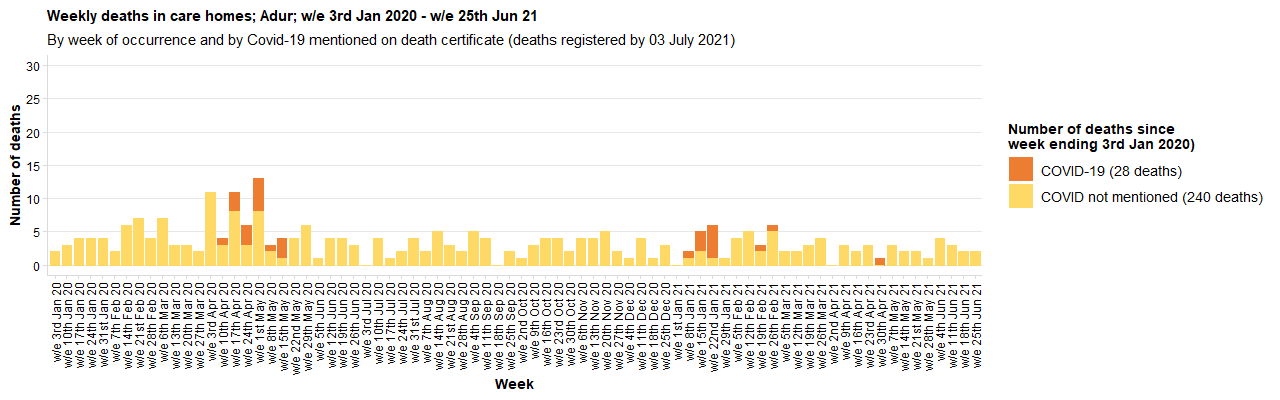 Weekly deaths in care homes; Adur; w/e 3rd Jan 2020 - w/e 25th Jun 21
By week of occurrence and by Covid-19 mentioned on death certificate (deaths registered by 03 July 2021)
Number of deaths
30
25
20
15
10
5
0
w/e 3rd Jan 20
w/e 10th Jan 20
w/e 17th Jan 20
w/e 24th Jan 20
w/e 31st Jan 20
w/e 7th Feb 20
w/e 14th Feb 20
w/e 21st Feb 20
w/e 28th Feb 20
w/e 6th Mar 20
w/e 13th Mar 20
w/e 20th Mar 20
w/e 27th Mar 20
w/e 3rd Apr 20
w/e 10th Apr 20
w/e 17th Apr 20
w/e 24th Apr 20
w/e 1st May 20
w/e 8th May 20
w/e 15th May 20
w/e 22nd May 20
w/e 29th May 20
w/e 5th Jun 20
w/e 12th Jun 20
w/e 19th Jun 20
w/e 26th Jun 20
w/e 3rd Jul 20
w/e 10th Jul 20
w/e 17th Jul 20
w/e 24th Jul 20
w/e 31st Jul 20
w/e 7th Aug 20
w/e 14th Aug 20
w/e 21st Aug 20
w/e 28th Aug 20
w/e 4th Sep 20
w/e 11th Sep 20
w/e 18th Sep 20
w/e 25th Sep 20
w/e 2nd Oct 20
w/e 9th Oct 20
w/e 16th Oct 20
w/e 23rd Oct 20
w/e 30th Oct 20
w/e 6th Nov 20
w/e 13th Nov 20
w/e 20th Nov 20
w/e 27th Nov 20
w/e 4th Dec 20
w/e 11th Dec 20
w/e 18th Dec 20
w/e 25th Dec 20
w/e 1st Jan 21
w/e 8th Jan 21
w/e 15th Jan 21
w/e 22nd Jan 21
w/e 29th Jan 21
w/e 5th Feb 21
w/e 12th Feb 21
w/e 19th Feb 21
w/e 26th Feb 21
w/e 5th Mar 21
w/e 12th Mar 21
w/e 19th Mar 21
w/e 26th Mar 21
w/e 2nd Apr 21
w/e 9th Apr 21
w/e 16th Apr 21
w/e 23rd Apr 21
w/e 30th Apr 21
w/e 7th May 21
w/e 14th May 21
w/e 21st May 21
w/e 28th May 21
w/e 4th Jun 21
w/e 11th Jun 21
w/e 18th Jun 21
w/e 25th Jun 21
Week
Number of deaths since
week ending 3rd Jan 2020)
COVID-19 (28 deaths)
COVID not mentioned (240 deaths)